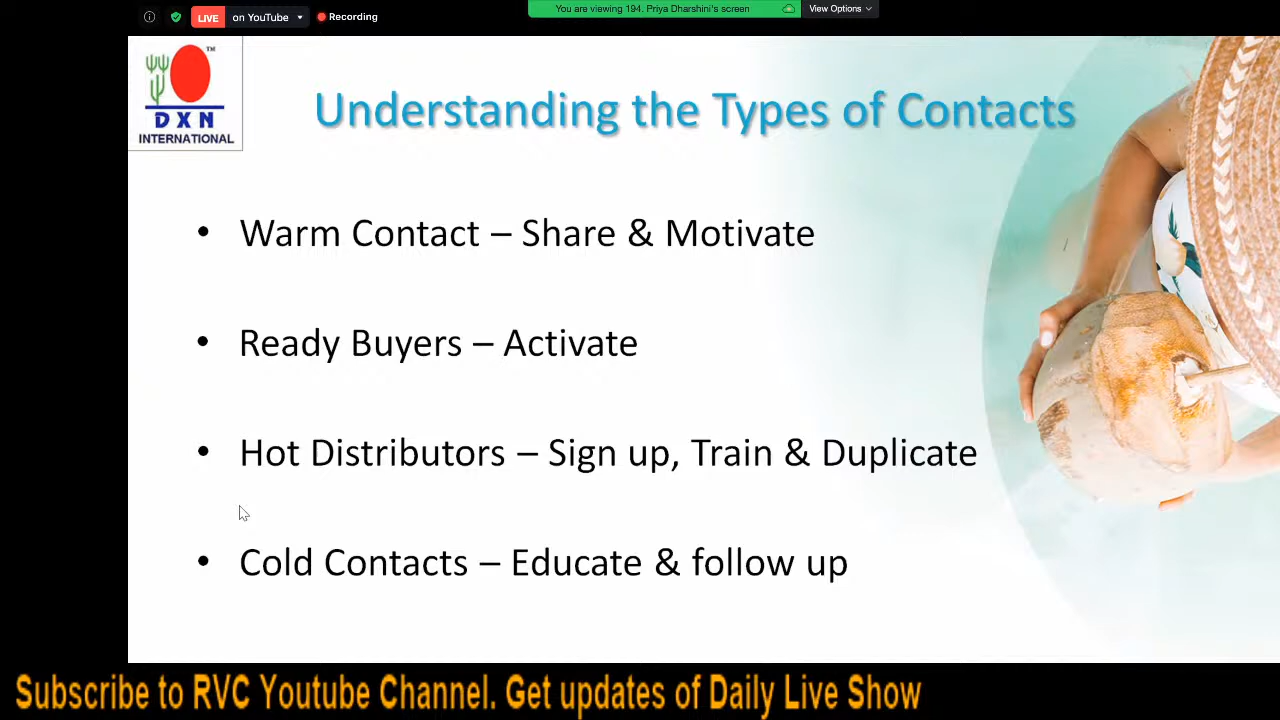 LIVE on YouTube Recording
You are viewing 194. Priya Dharshini's screen
View Options
TM
DXN
INTERNATIONAL
Understanding the Types of Contacts
• Warm Contact – Share & Motivate
• Ready Buyers – Activate
• Hot Distributors – Sign up, Train & Duplicate
• Cold Contacts – Educate & follow up
Subscribe to RVC Youtube Channel. Get updates of Daily Live Show